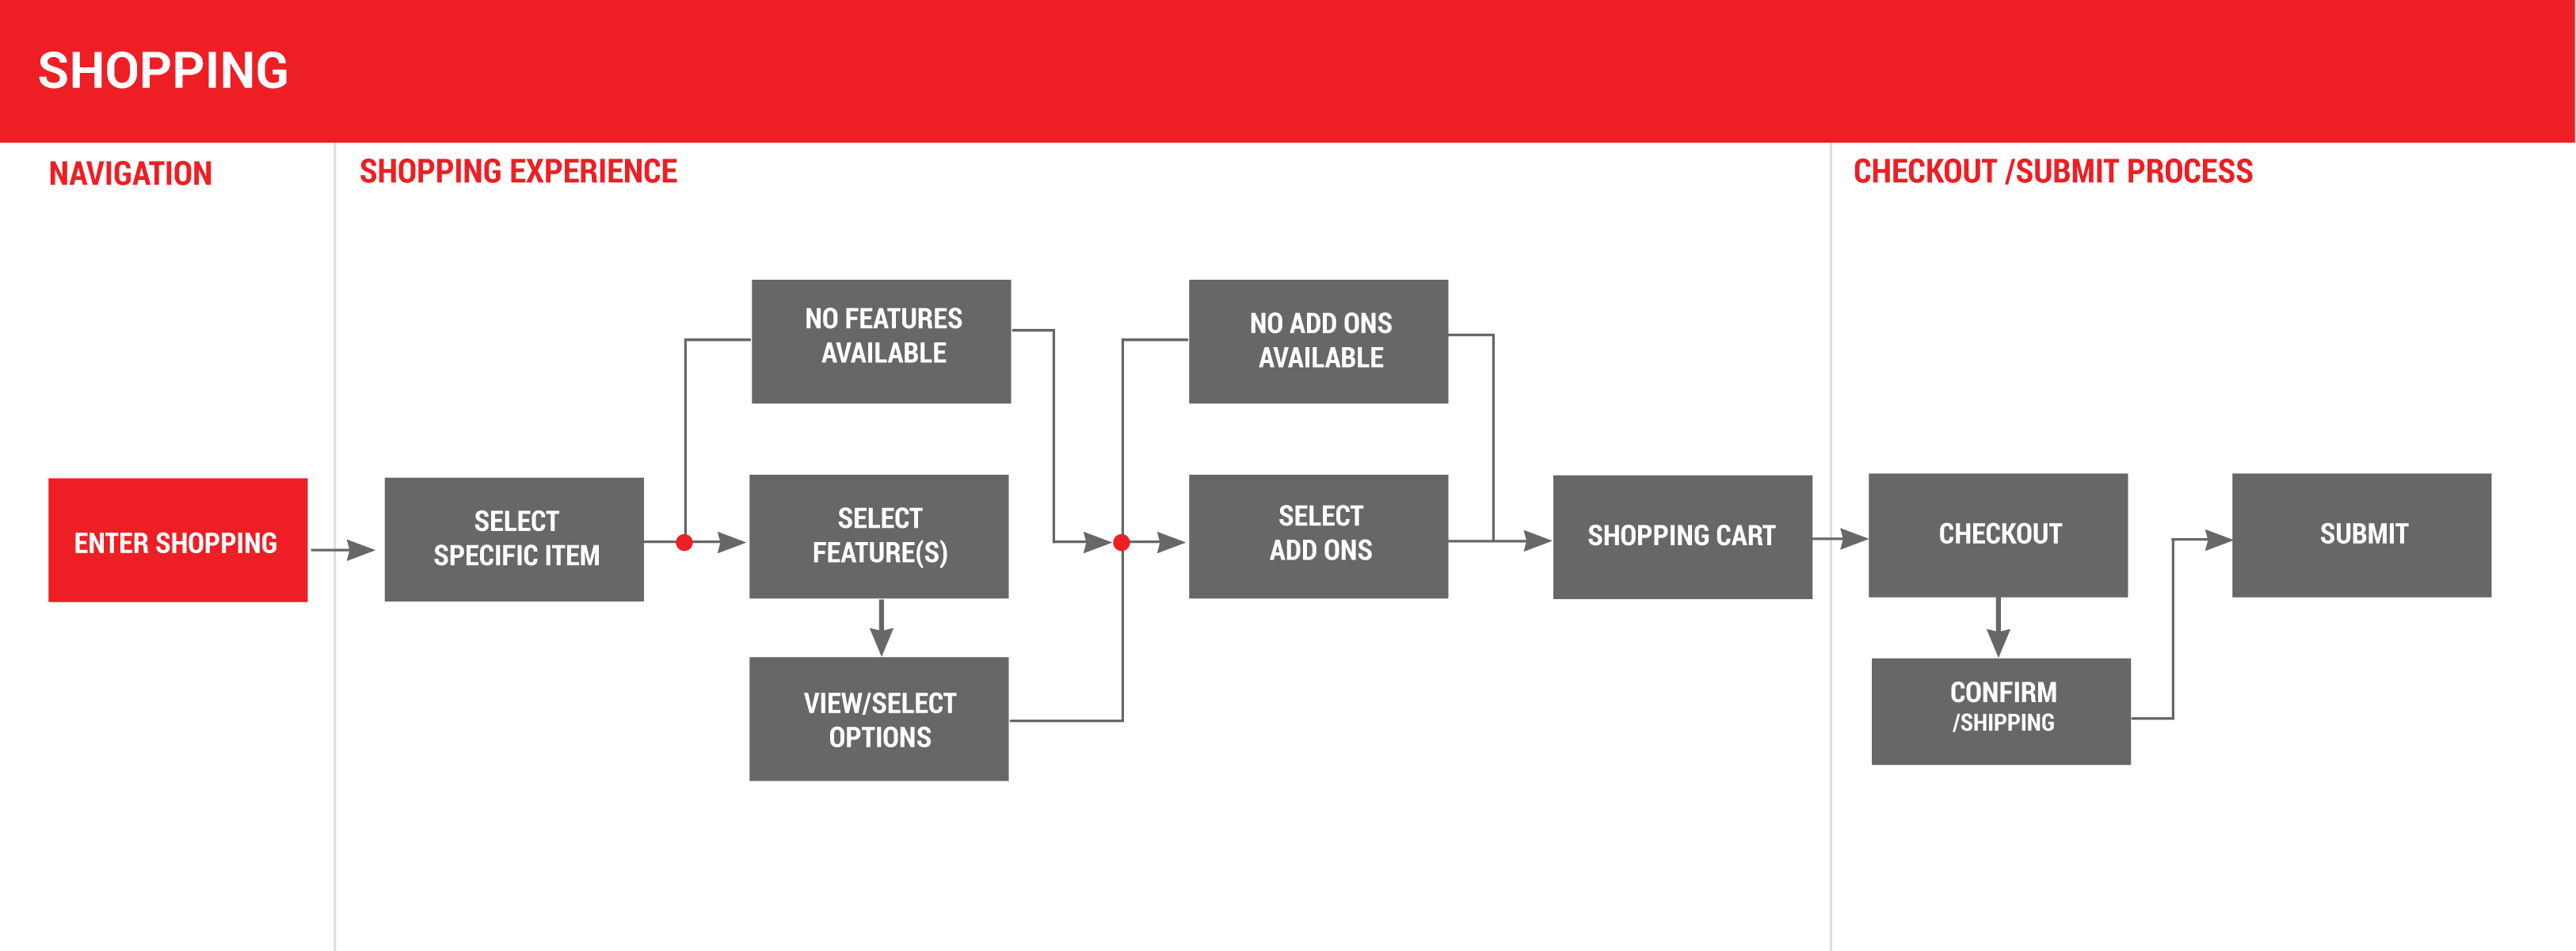 SHOPPING
NAVIGATION
SHOPPING EXPERIENCE
CHECKOUT /SUBMIT PROCESS
ENTER SHOPPING
SELECT
SPECIFIC ITEM
NO FEATURES
AVAILABLE
SELECT
FEATURE(S)
VIEW/SELECT
OPTIONS
NO ADD ONS
AVAILABLE
SELECT
ADD ONS
SHOPPING CART
CHECKOUT
CONFIRM
/SHIPPING
SUBMIT